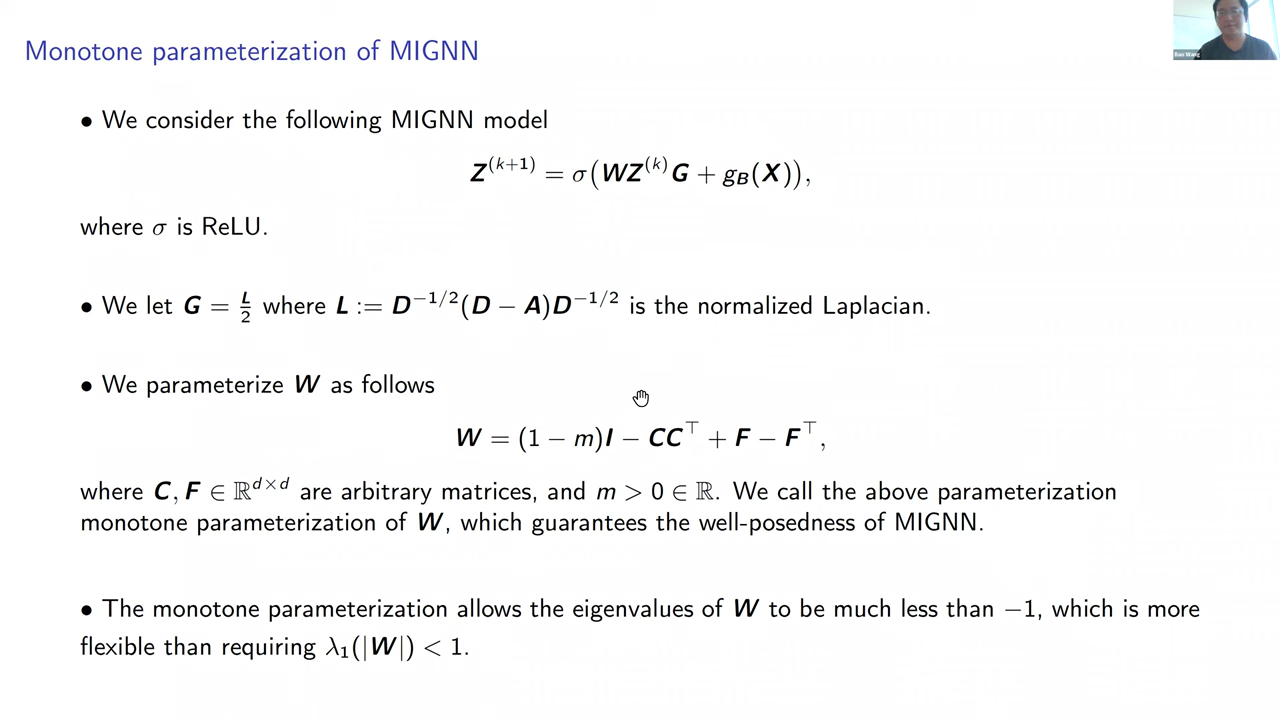 Monotone parameterization of MIGNN
Bao Wang
• We consider the following MIGNN model
Z^{(k+1)} = σ(WZ^{(k)}G + g_B(X)),
where σ is ReLU.
• We let G = L/2 where L := D^{−1/2}(D − A)D^{−1/2} is the normalized Laplacian.
• We parameterize W as follows
W = (1 − m)I − CC^⊤ + F − F^⊤,
where C, F ∈ ℝ^{d×d} are arbitrary matrices, and m > 0 ∈ ℝ. We call the above parameterization
monotone parameterization of W, which guarantees the well-posedness of MIGNN.
• The monotone parameterization allows the eigenvalues of W to be much less than −1, which is more
flexible than requiring λ₁(|W|) < 1.